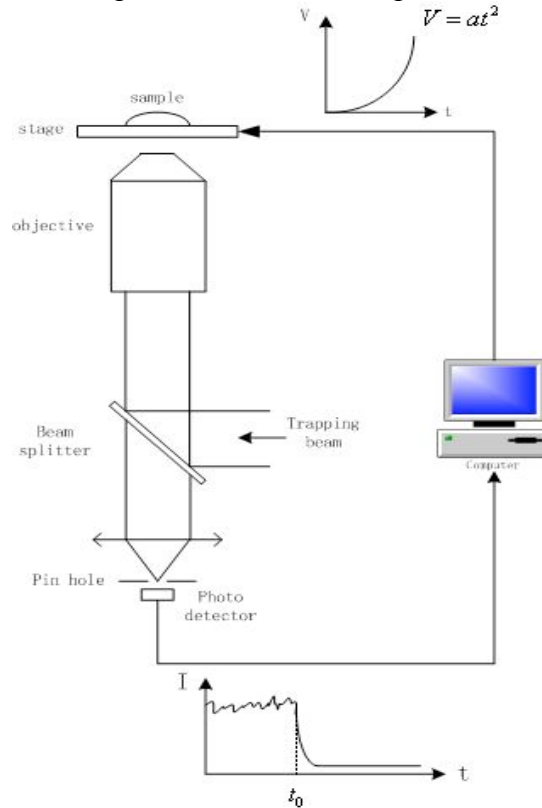 V
V = at²
t
sample
stage
objective
Beam
splitter
Trapping
beam
Computer
Pin hole
Photo
detector
I
t
t₀